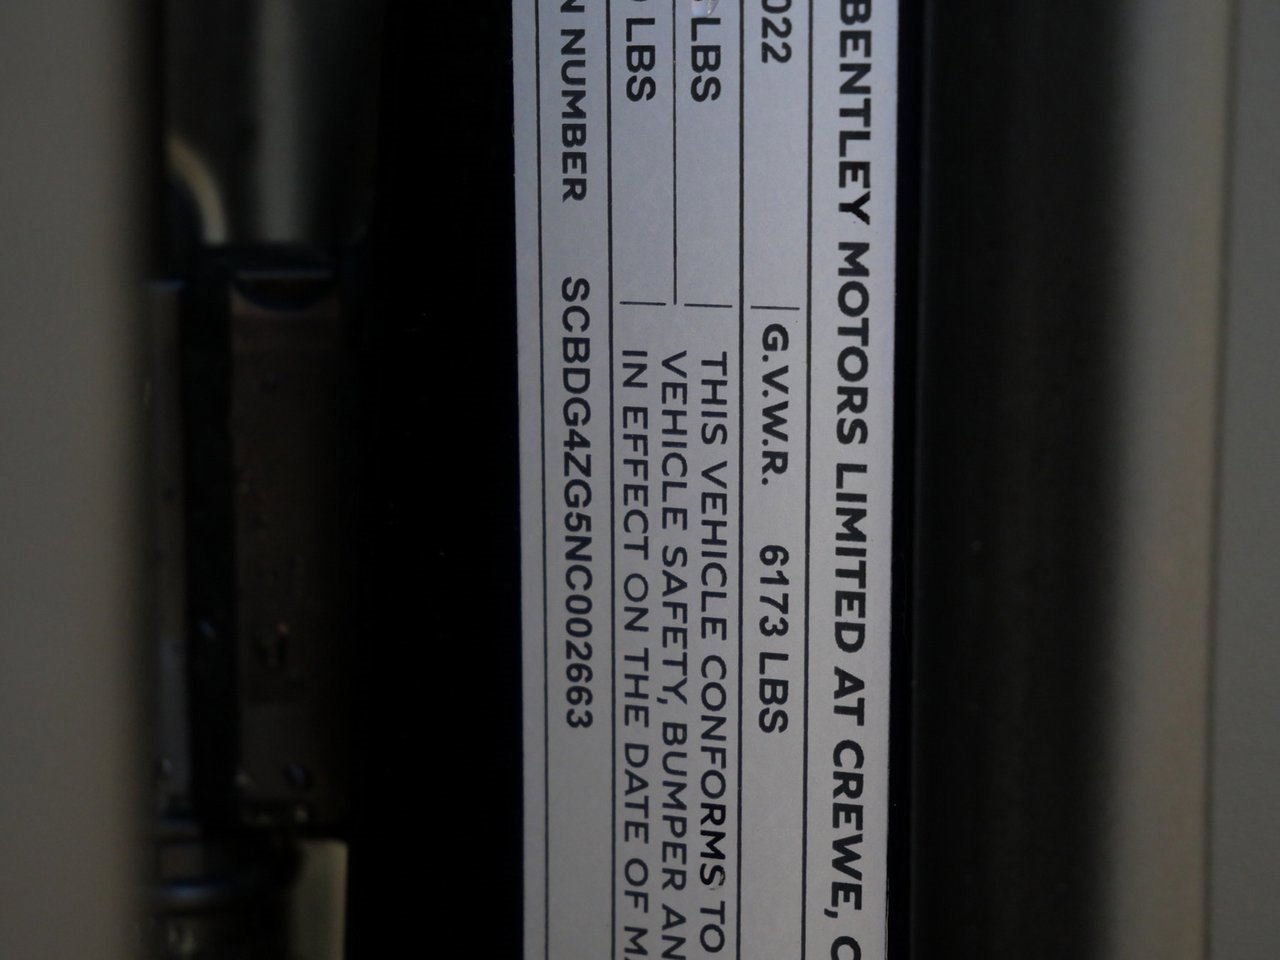 BENTLEY MOTORS LIMITED AT CREWE, C
022 G.V.W.R. 6173 LBS
LBS THIS VEHICLE CONFORMS TO
VEHICLE SAFETY, BUMPER AN
LBS IN EFFECT ON THE DATE OF M
N NUMBER SCBDG4ZG5NC002663